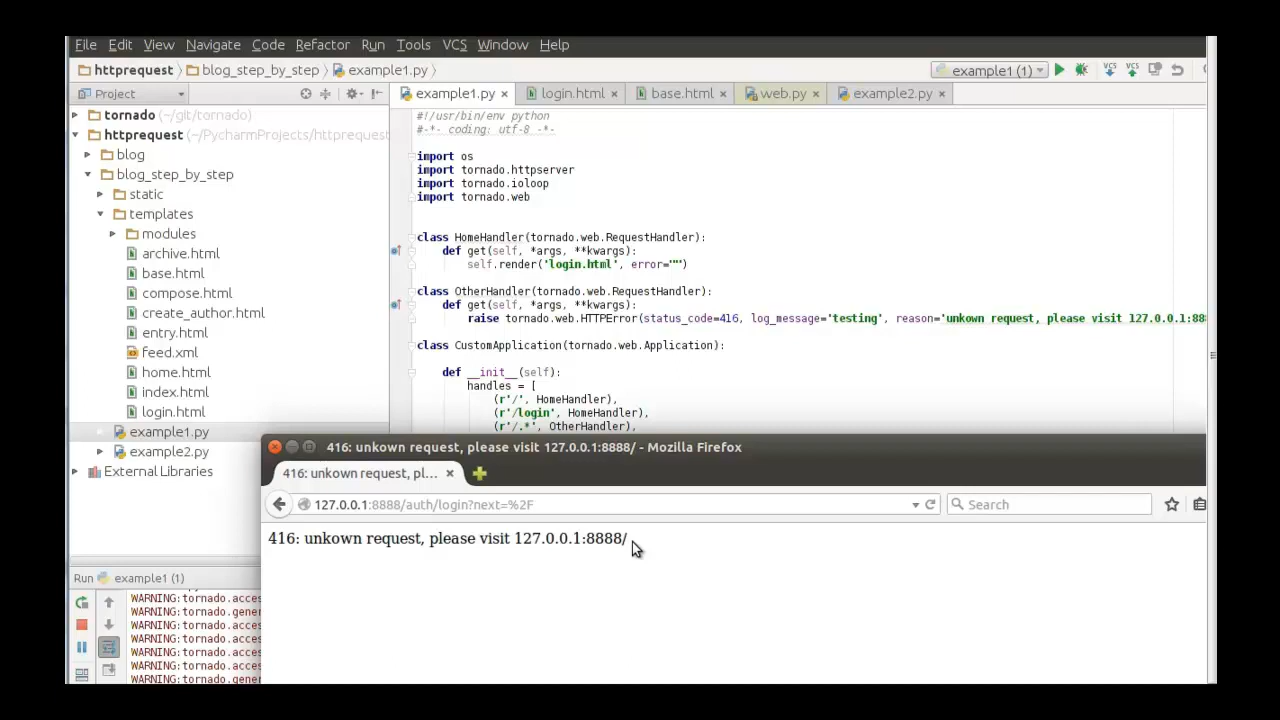 File Edit View Navigate Code Refactor Run Tools VCS Window Help
httprequest blog_step_by_step example1.py example1 (1) VCS VCS
Project example1.py login.html base.html web.py example2.py
tornado (~/git/tornado)
httprequest (~/PycharmProjects/httprequest
blog
blog_step_by_step
static
templates
modules
archive.html
base.html
compose.html
create_author.html
entry.html
feed.xml
home.html
index.html
login.html
example1.py
example2.py
External Libraries
#!/usr/bin/env python
#-*- coding: utf-8 -*-
import os
import tornado.httpserver
import tornado.ioloop
import tornado.web
class HomeHandler(tornado.web.RequestHandler):
def get(self, *args, **kwargs):
self.render('login.html', error="")
class OtherHandler(tornado.web.RequestHandler):
def get(self, *args, **kwargs):
raise tornado.web.HTTPError(status_code=416, log_message='testing', reason='unkown request, please visit 127.0.0.1:88
class CustomApplication(tornado.web.Application):
def __init__(self):
handles = [
(r'/', HomeHandler),
(r'/login', HomeHandler),
(r'/.*', OtherHandler),
416: unkown request, please visit 127.0.0.1:8888/ - Mozilla Firefox
416: unkown request, pl...
127.0.0.1:8888/auth/login?next=%2F Search
416: unkown request, please visit 127.0.0.1:8888/
Run example1 (1)
WARNING:tornado.acces
WARNING:tornado.gener
WARNING:tornado.acces
WARNING:tornado.acces
WARNING:tornado.acces
WARNING:tornado.acces
WARNING:tornado.gener